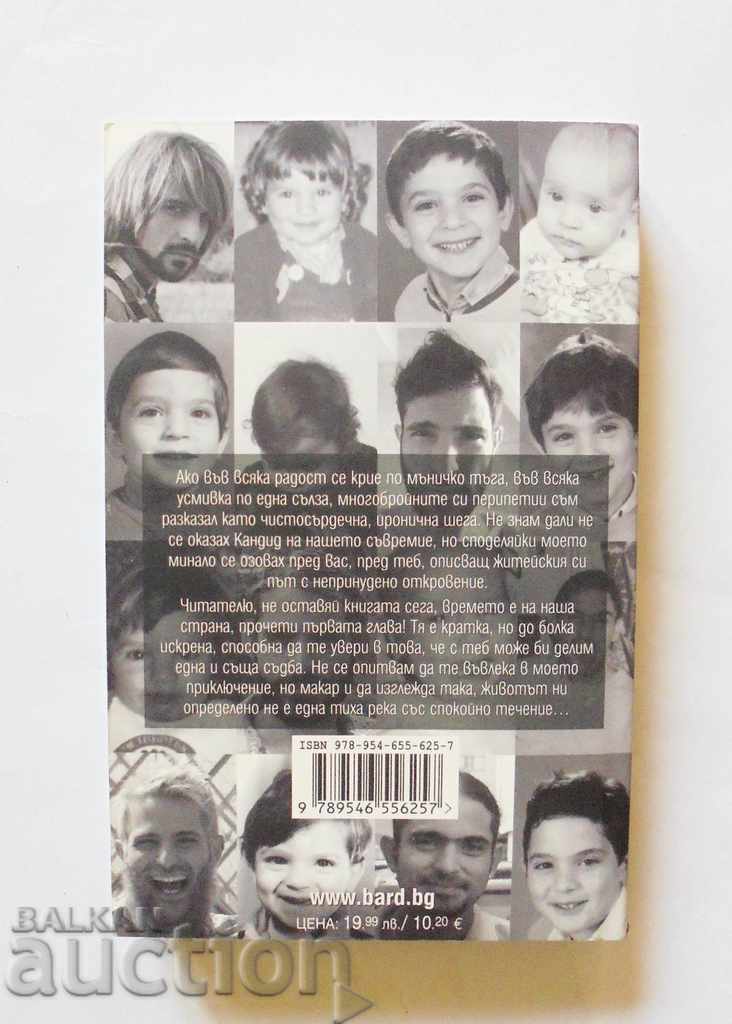 Ако във всяка радост се крие по мъничко тъга, във всяка
усмивка по една сълза, многобройните си перипетии съм
разказал като чистосърдечна, иронична шега. Не знам дали не
се оказах Кандид на нашето съвремие, но споделяйки моето
минало се озовах пред вас, пред теб, описващ житейския си
път с непринудено откровение.
Читателю, не оставяй книгата сега, времето е на наша
страна, прочети първата глава! Тя е кратка, но до болка
искрена, способна да те увери в това, че с теб може би делим
една и съща съдба. Не се опитвам да те въвлека в моето
приключение, но макар и да изглежда така, животът ни
определено не е една тиха река със спокойно течение...
ISBN 978-954-655-625-7
9 789546 556257 >
www.bard.bg
ЦЕНА: 19.99 лв./ 10.20 €
BALKAN
auction